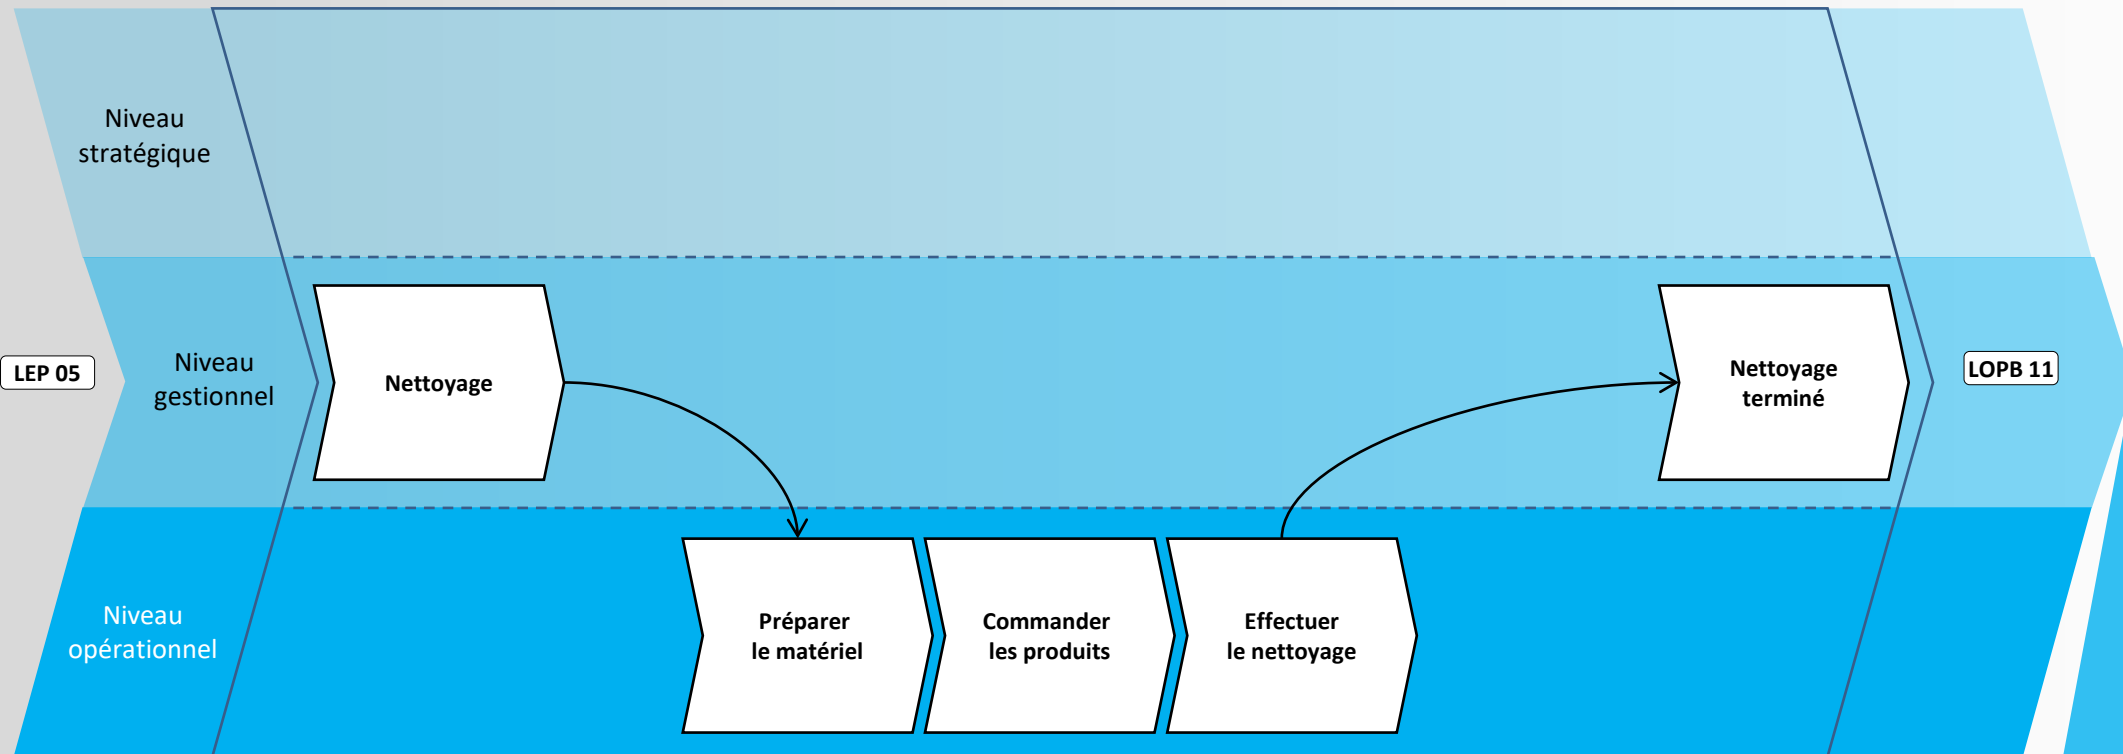 Niveau
stratégique
LEP 05
Niveau
gestionnel
Nettoyage
Nettoyage
terminé
LOPB 11
Niveau
opérationnel
Préparer
le matériel
Commander
les produits
Effectuer
le nettoyage